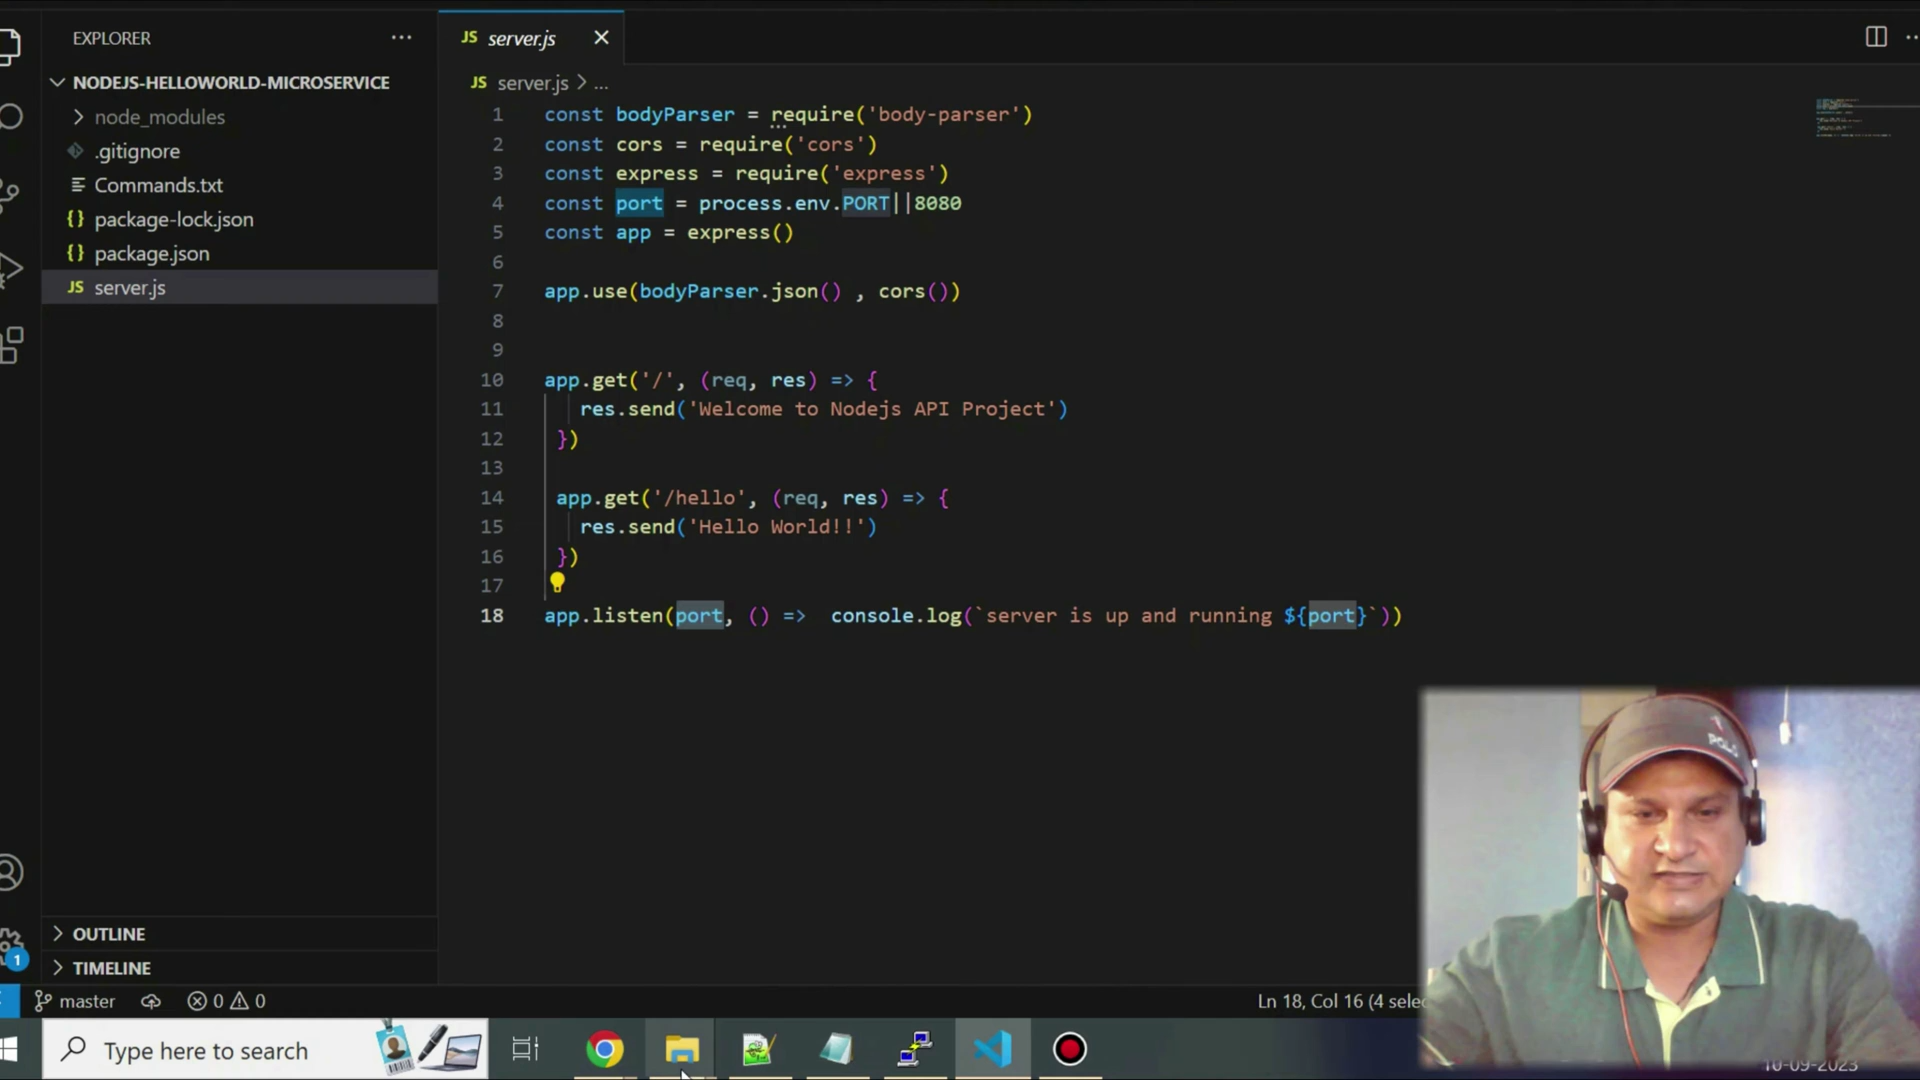 EXPLORER
NODEJS-HELLOWORLD-MICROSERVICE
node_modules
.gitignore
Commands.txt
package-lock.json
package.json
JS server.js
OUTLINE
TIMELINE
JS server.js
JS server.js > ...
1 const bodyParser = require('body-parser')
2 const cors = require('cors')
3 const express = require('express')
4 const port = process.env.PORT||8080
5 const app = express()
6
7 app.use(bodyParser.json() , cors())
8
9
10 app.get('/', (req, res) => {
11 res.send('Welcome to Nodejs API Project')
12 })
13
14 app.get('/hello', (req, res) => {
15 res.send('Hello World!!')
16 })
17
18 app.listen(port, () => console.log(`server is up and running ${port}`))
POLO
1
master 0 0
Ln 18, Col 16 (4 selec
Type here to search
10-09-2023